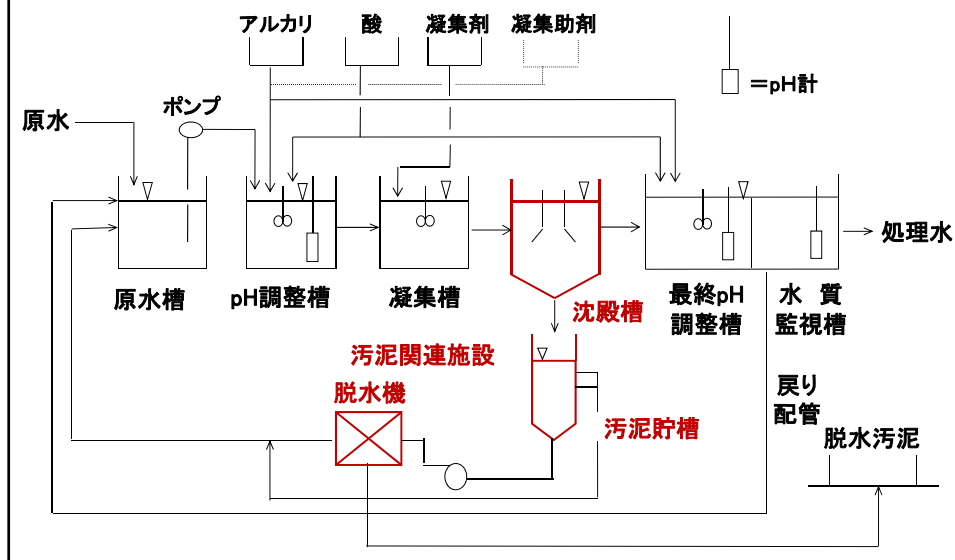 アルカリ 酸 凝集剤 凝集助剤
=pH計
ポンプ
原水
処理水
原水槽
pH調整槽
凝集槽
沈殿槽
最終pH
調整槽
水 質
監視槽
汚泥関連施設
脱水機
汚泥貯槽
戻り
配管
脱水汚泥